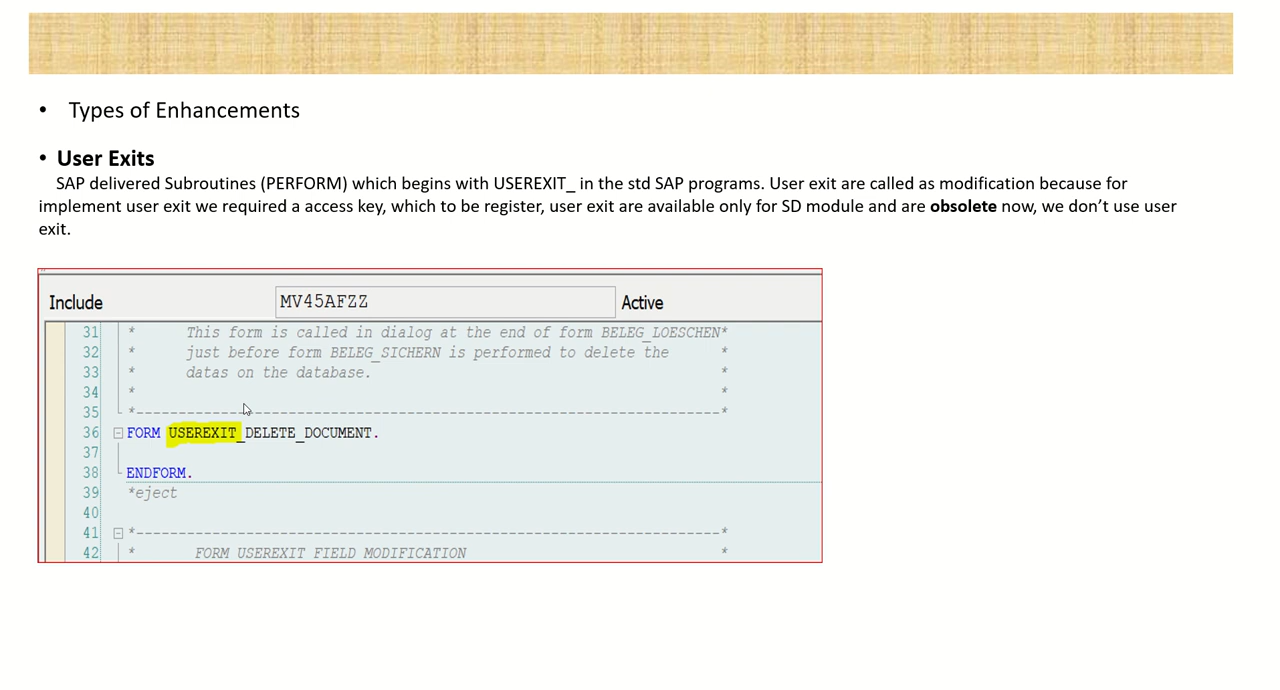 • Types of Enhancements
• User Exits
SAP delivered Subroutines (PERFORM) which begins with USEREXIT_ in the std SAP programs. User exit are called as modification because for
implement user exit we required a access key, which to be register, user exit are available only for SD module and are obsolete now, we don't use user
exit.
Include MV45AFZZ Active
31 * This form is called in dialog at the end of form BELEG_LOESCHEN*
32 * just before form BELEG_SICHERN is performed to delete the *
33 * datas on the database. *
34 * *
35 *---------------------------------------------------------------------*
36 FORM USEREXIT_DELETE_DOCUMENT.
37
38 ENDFORM.
39 *eject
40
41 *---------------------------------------------------------------------*
42 * FORM USEREXIT FIELD MODIFICATION *